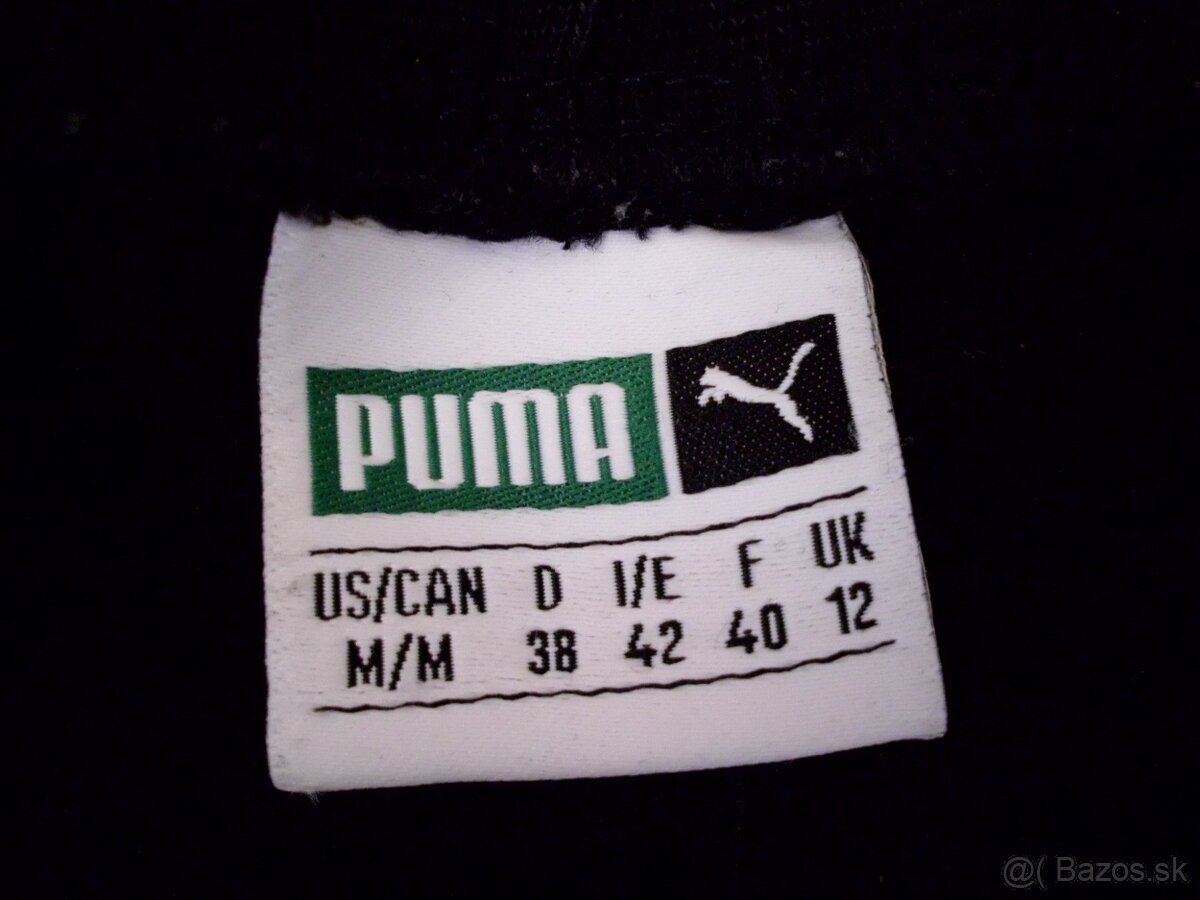 PUMA
US/CAN D I/E F UK
M/M 38 42 40 12
@( Bazos.sk